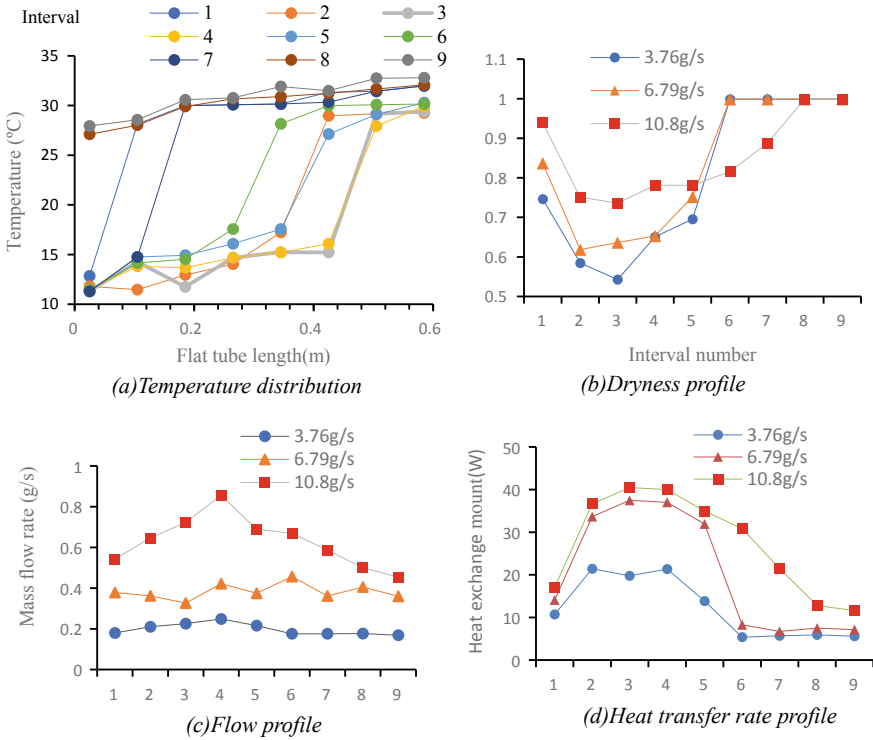 Interval
1 2 3
4 5 6
7 8 9
Temperature (ºC)
35
30
25
20
15
10
0 0.2 0.4 0.6
Flat tube length(m)
(a)Temperature distribution
3.76g/s
6.79g/s
10.8g/s
1.1
1
0.9
0.8
0.7
0.6
0.5
1 2 3 4 5 6 7 8 9
Interval number
(b)Dryness profile
3.76g/s
6.79g/s
10.8g/s
Mass flow rate (g/s)
1
0.8
0.6
0.4
0.2
0
1 2 3 4 5 6 7 8 9
(c)Flow profile
3.76g/s
6.79g/s
10.8g/s
Heat exchange mount(W)
50
40
30
20
10
0
1 2 3 4 5 6 7 8 9
(d)Heat transfer rate profile